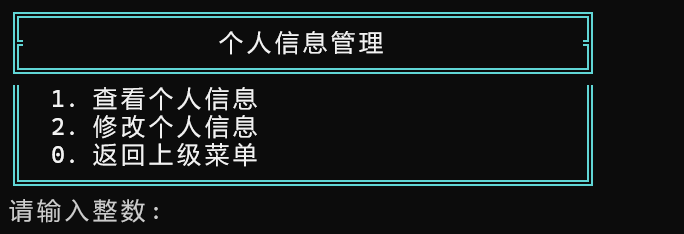 个人信息管理
1. 查看个人信息
2. 修改个人信息
0. 返回上级菜单
请输入整数: